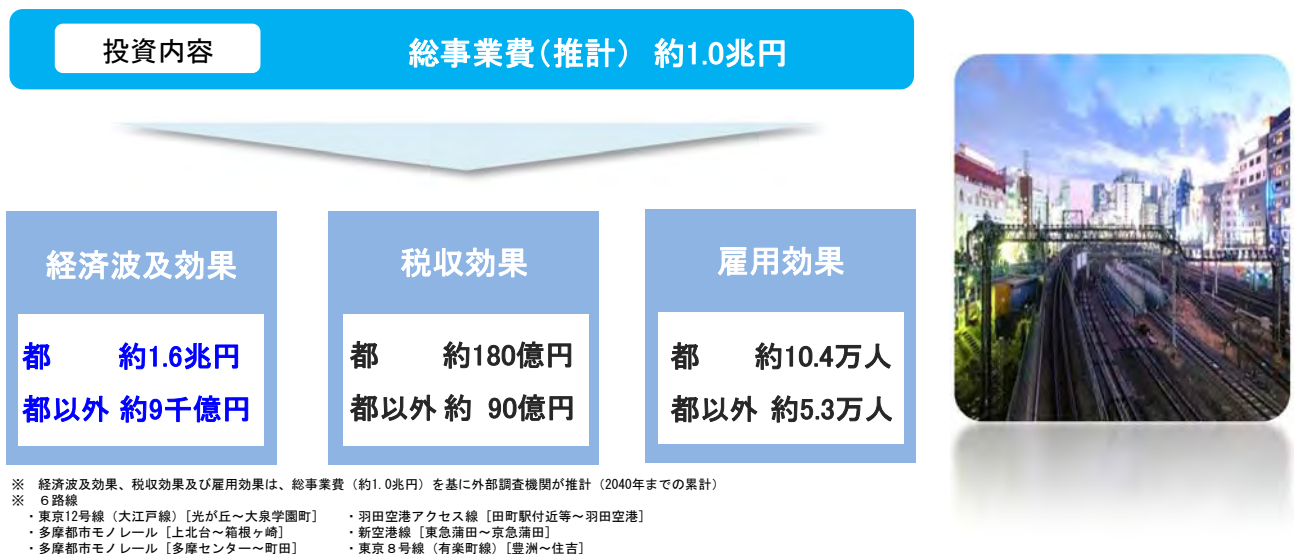 投資内容 総事業費（推計） 約1.0兆円
経済波及効果
都 約1.6兆円
都以外 約9千億円
税収効果
都 約180億円
都以外 約 90億円
雇用効果
都 約10.4万人
都以外 約5.3万人
※ 経済波及効果、税収効果及び雇用効果は、総事業費（約1.0兆円）を基に外部調査機関が推計（2040年までの累計）
※ ６路線
・東京12号線（大江戸線）［光が丘～大泉学園町］ ・羽田空港アクセス線［田町駅付近等～羽田空港］
・多摩都市モノレール［上北台～箱根ヶ崎］ ・新空港線［東急蒲田～京急蒲田］
・多摩都市モノレール［多摩センター～町田］ ・東京８号線（有楽町線）［豊洲～住吉］